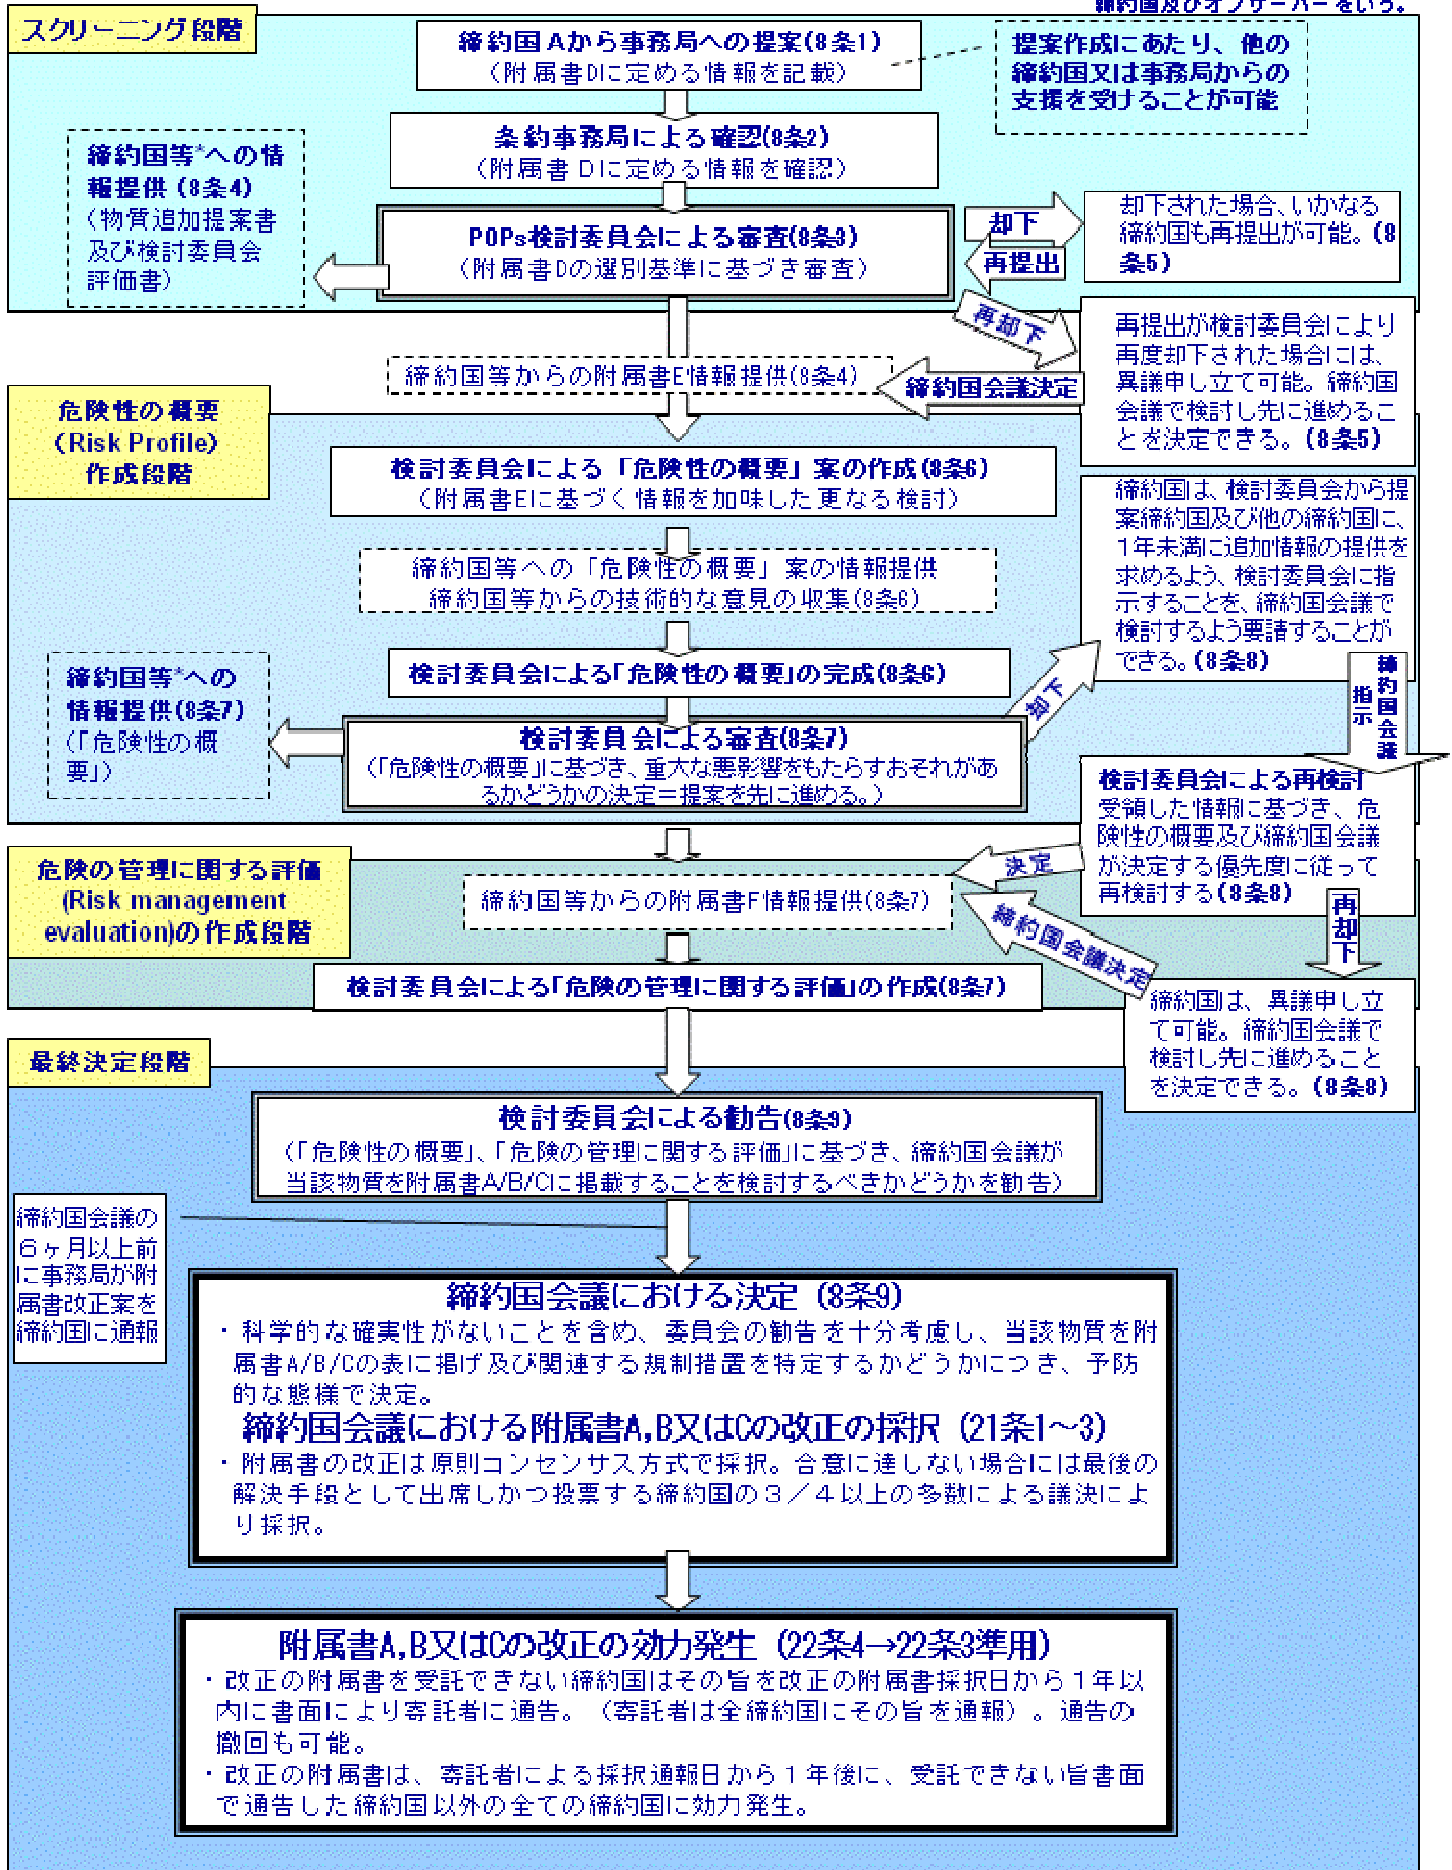 締約国及びオブザーバーをいう。
スクリーニング段階
締約国Aから事務局への提案(8条1)
（附属書Dに定める情報を記載）
提案作成にあたり、他の
締約国又は事務局からの
支援を受けることが可能
条約事務局による確認(8条2)
（附属書Dに定める情報を確認）
締約国等*への情
報提供（8条4）
（物質追加提案書
及び検討委員会
評価書）
POPs検討委員会による審査(8条3)
（附属書Dの選別基準に基づき審査）
却下
再提出
却下された場合、いかなる
締約国も再提出が可能。(8
条5)
再却下
再提出が検討委員会により
再度却下された場合には、
異議申し立て可能。締約国
会議で検討し先に進めるこ
とを決定できる。(8条5)
締約国等からの附属書E情報提供(8条4)
締約国会議決定
危険性の概要
（Risk Profile）
作成段階
検討委員会による「危険性の概要」案の作成(8条6)
（附属書Eに基づく情報を加味した更なる検討）
締約国等への「危険性の概要」案の情報提供
締約国等からの技術的な意見の収集(8条6)
締約国は、検討委員会から提
案締約国及び他の締約国に、
1年未満に追加情報の提供を
求めるよう、検討委員会に指
示することを、締約国会議で
検討するよう要請することが
できる。(8条8)
検討委員会による「危険性の概要」の完成(8条6)
却下
締約国会議
指示
締約国等*への
情報提供(8条7)
（「危険性の概
要」）
検討委員会による審査(8条7)
（「危険性の概要」に基づき、重大な悪影響をもたらすおそれがあ
るかどうかの決定＝提案を先に進める。）
検討委員会による再検討
受領した情報に基づき、危
険性の概要及び締約国会議
が決定する優先度に従って
再検討する(8条8)
危険の管理に関する評価
(Risk management
evaluation)の作成段階
決定
締約国等からの附属書F情報提供(8条7)
締約国会議決定
再却下
検討委員会による「危険の管理に関する評価」の作成(8条7)
締約国は、異議申し立
て可能。締約国会議で
検討し先に進めること
を決定できる。(8条8)
最終決定段階
検討委員会による勧告(8条9)
（「危険性の概要」、「危険の管理に関する評価」に基づき、締約国会議が
当該物質を附属書A/B/Cに掲載することを検討するべきかどうかを勧告）
締約国会議の
６ヶ月以上前
に事務局が附
属書改正案を
締約国に通報
締約国会議における決定（8条9）
・科学的な確実性がないことを含め、委員会の勧告を十分考慮し、当該物質を附
属書A/B/Cの表に掲げ及び関連する規制措置を特定するかどうかにつき、予防
的な態様で決定。
締約国会議における附属書A,B又はCの改正の採択（21条1～3）
・附属書の改正は原則コンセンサス方式で採択。合意に達しない場合には最後の
解決手段として出席しかつ投票する締約国の３／４以上の多数による議決によ
り採択。
附属書A,B又はCの改正の効力発生（22条4→22条3準用）
・改正の附属書を受託できない締約国はその旨を改正の附属書採択日から１年以
内に書面により寄託者に通告。（寄託者は全締約国にその旨を通報）。通告の
撤回も可能。
・改正の附属書は、寄託者による採択通報日から１年後に、受託できない旨書面
で通告した締約国以外の全ての締約国に効力発生。